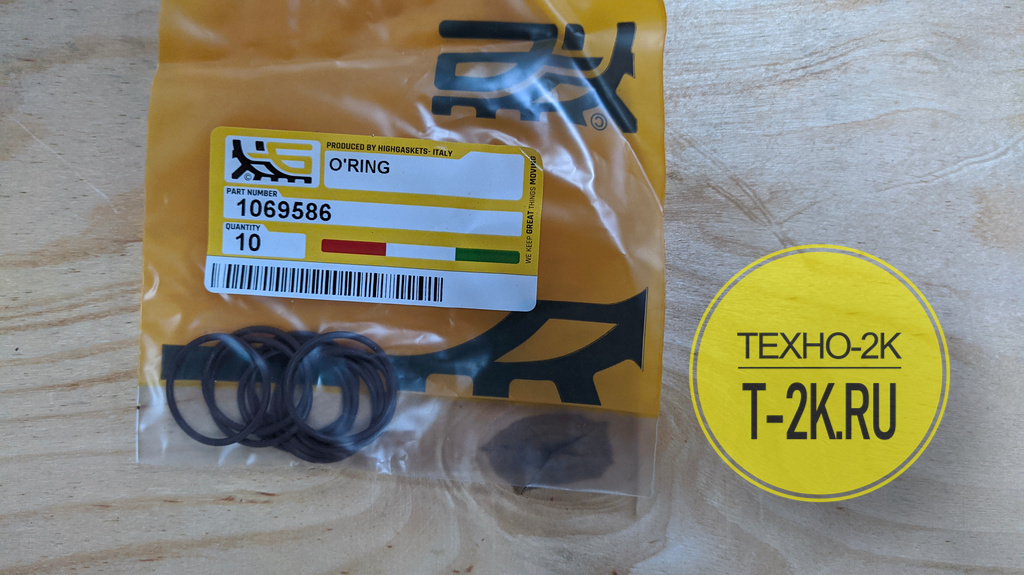 ©
PRODUCED BY HIGHGASKETS- ITALY
O'RING
©
PART NUMBER
1069586
QUANTITY
10
WE KEEP GREAT THINGS MOVING
ТЕХНО-2К
T-2K.RU